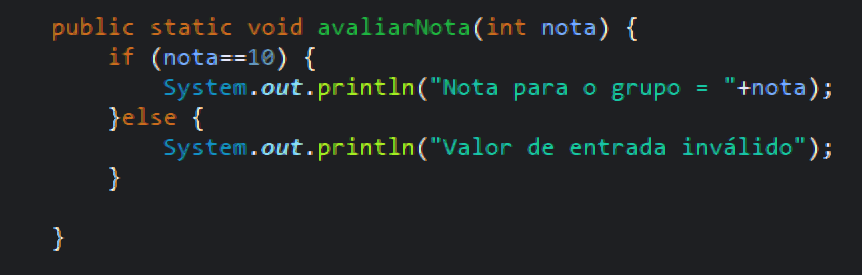 public static void avaliarNota(int nota) {
    if (nota==10) {
        System.out.println("Nota para o grupo = "+nota);
    }else {
        System.out.println("Valor de entrada inválido");
    }
}